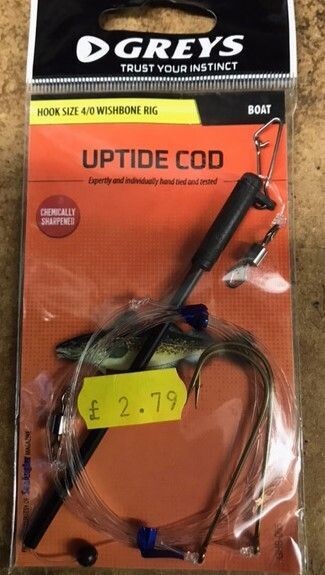 GREYS
TRUST YOUR INSTINCT
HOOK SIZE 4/0 WISHBONE RIG
BOAT
UPTIDE COD
Expertly and individually hand tied and tested
CHEMICALLY
SHARPENED
£ 2.79